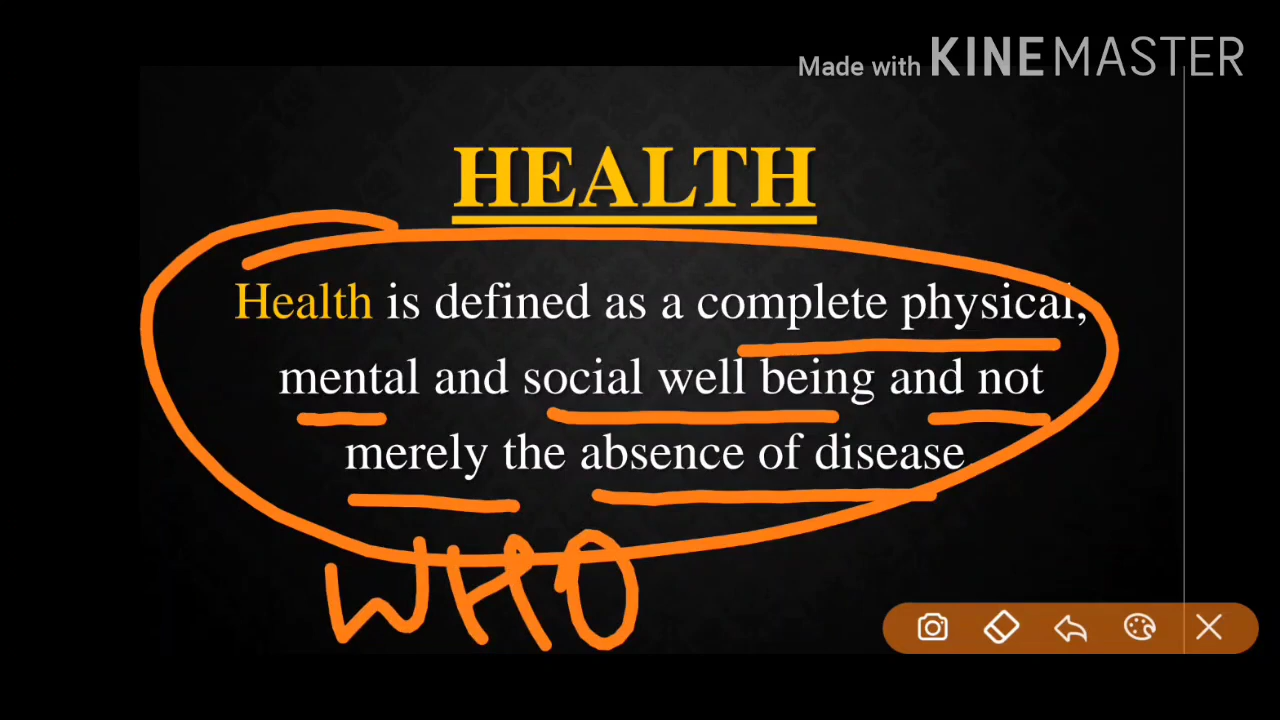 Made with KINEMASTER
HEALTH
Health is defined as a complete physical,
mental and social well being and not
merely the absence of disease
WHO